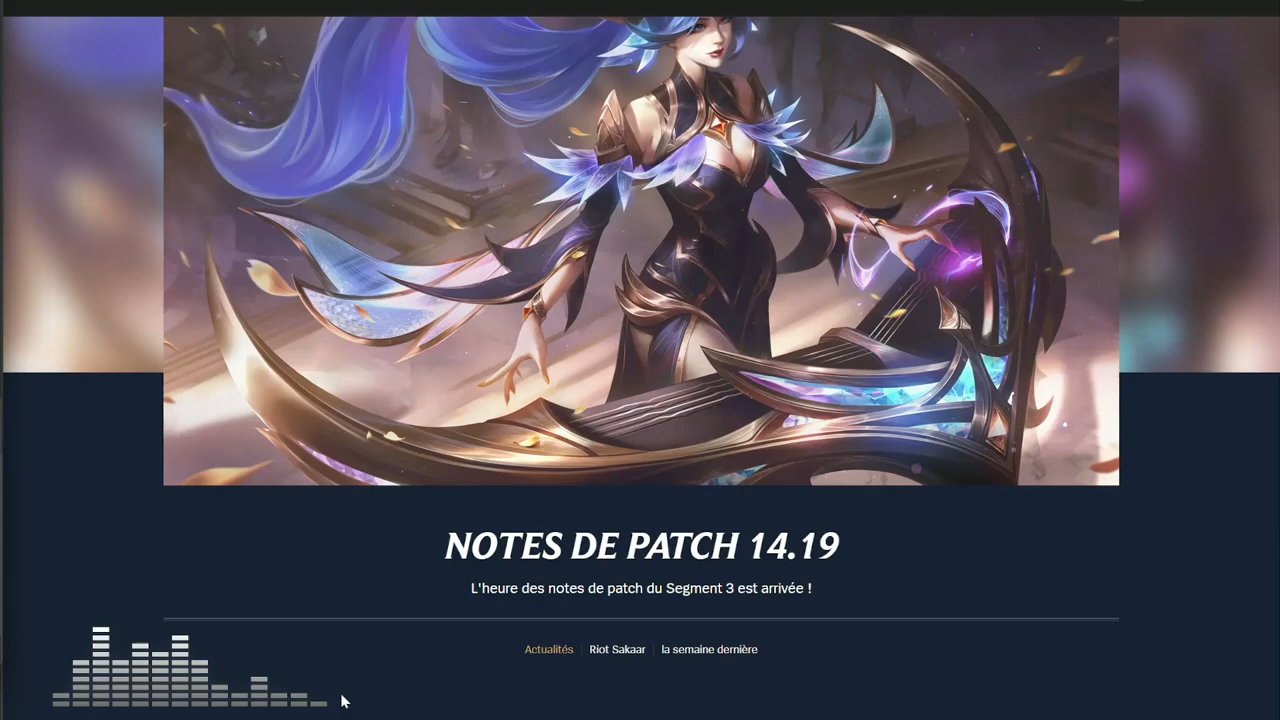 NOTES DE PATCH 14.19
L'heure des notes de patch du Segment 3 est arrivée !
Actualités | Riot Sakaar | la semaine dernière